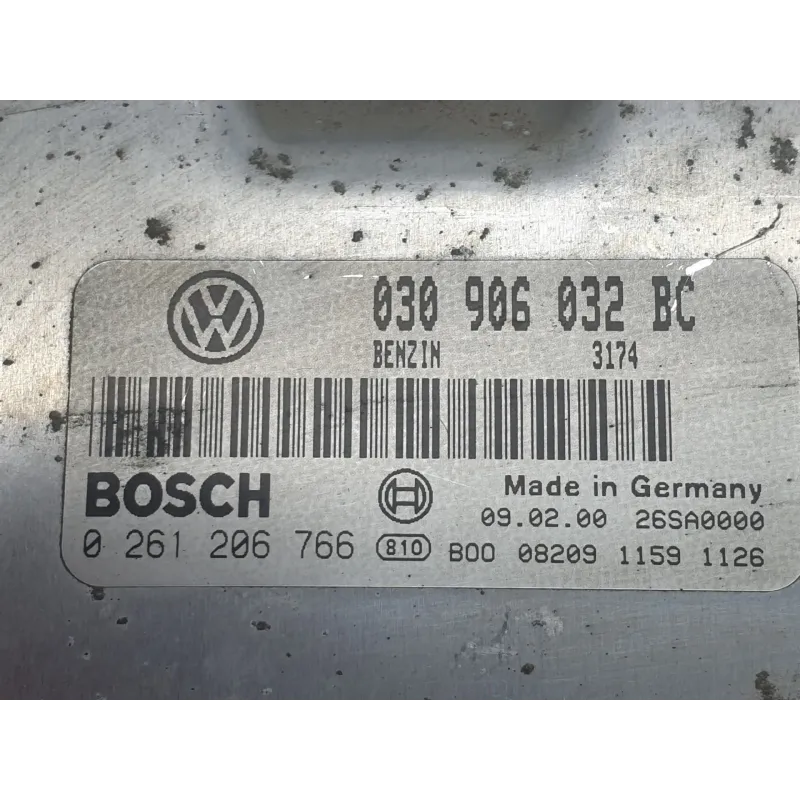 030 906 032 BC
BENZIN 3174
BOSCH
Made in Germany
09.02.00 26SA0000
0 261 206 766 810 B00 08209 1159 1126